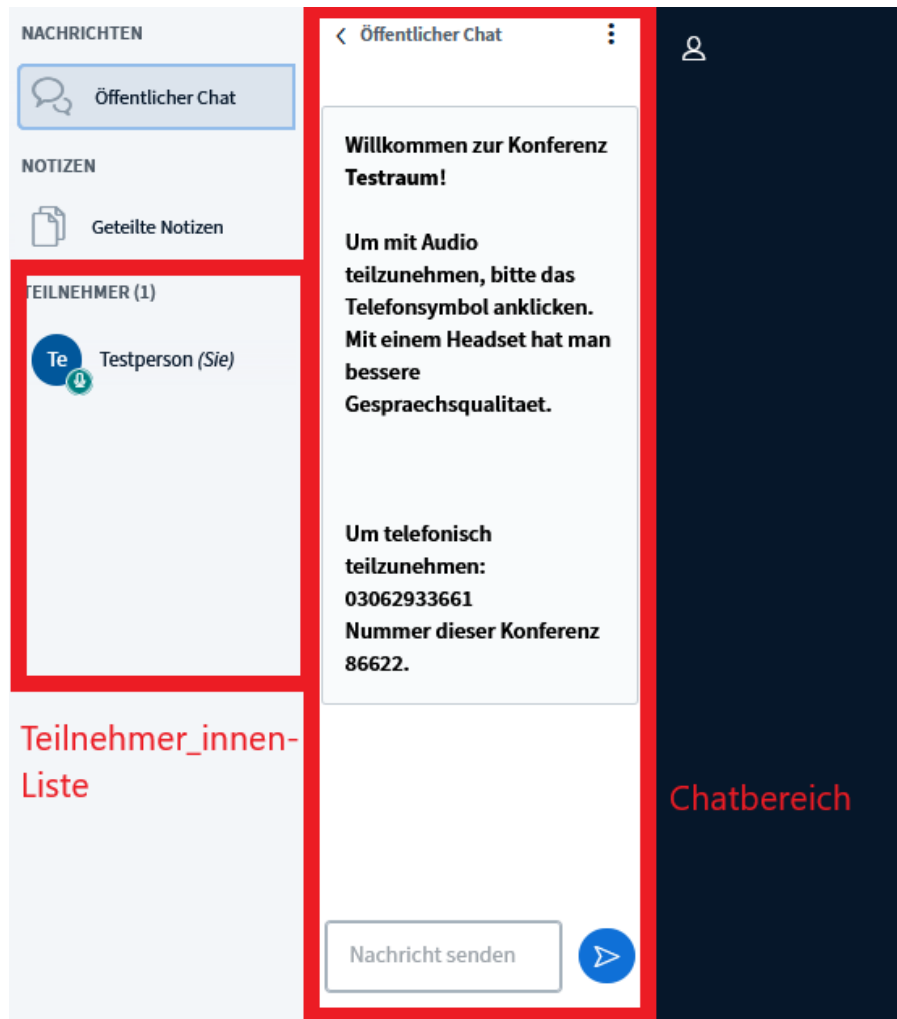 NACHRICHTEN
Öffentlicher Chat
NOTIZEN
Geteilte Notizen
TEILNEHMER (1)
Te
Testperson (Sie)
Teilnehmer_innen-
Liste
Öffentlicher Chat
Willkommen zur Konferenz
Testraum!
Um mit Audio
teilzunehmen, bitte das
Telefonsymbol anklicken.
Mit einem Headset hat man
bessere
Gespraechsqualitaet.
Um telefonisch
teilzunehmen:
03062933661
Nummer dieser Konferenz
86622.
Nachricht senden
Chatbereich